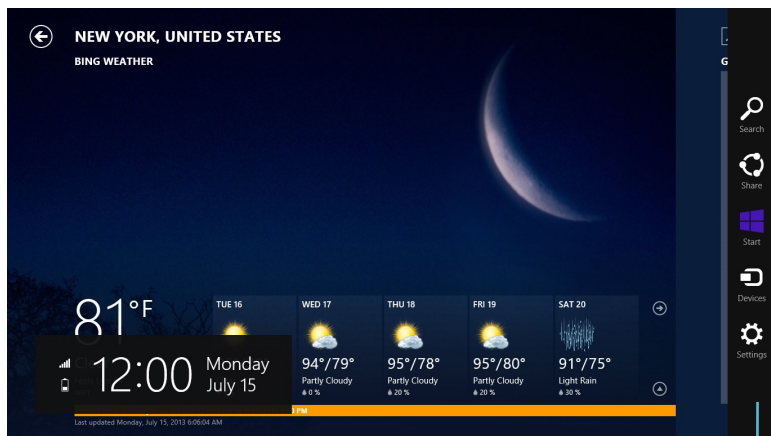 NEW YORK, UNITED STATES
BING WEATHER
G
Search
Share
Start
Devices
Settings
81°F
TUE 16
WED 17
94°/79°
Partly Cloudy
0 %
THU 18
95°/78°
Partly Cloudy
20 %
FRI 19
95°/80°
Partly Cloudy
20 %
SAT 20
91°/75°
Light Rain
30 %
12:00
Monday
July 15
PM
Last updated Monday, July 15, 2013 6:06:04 AM